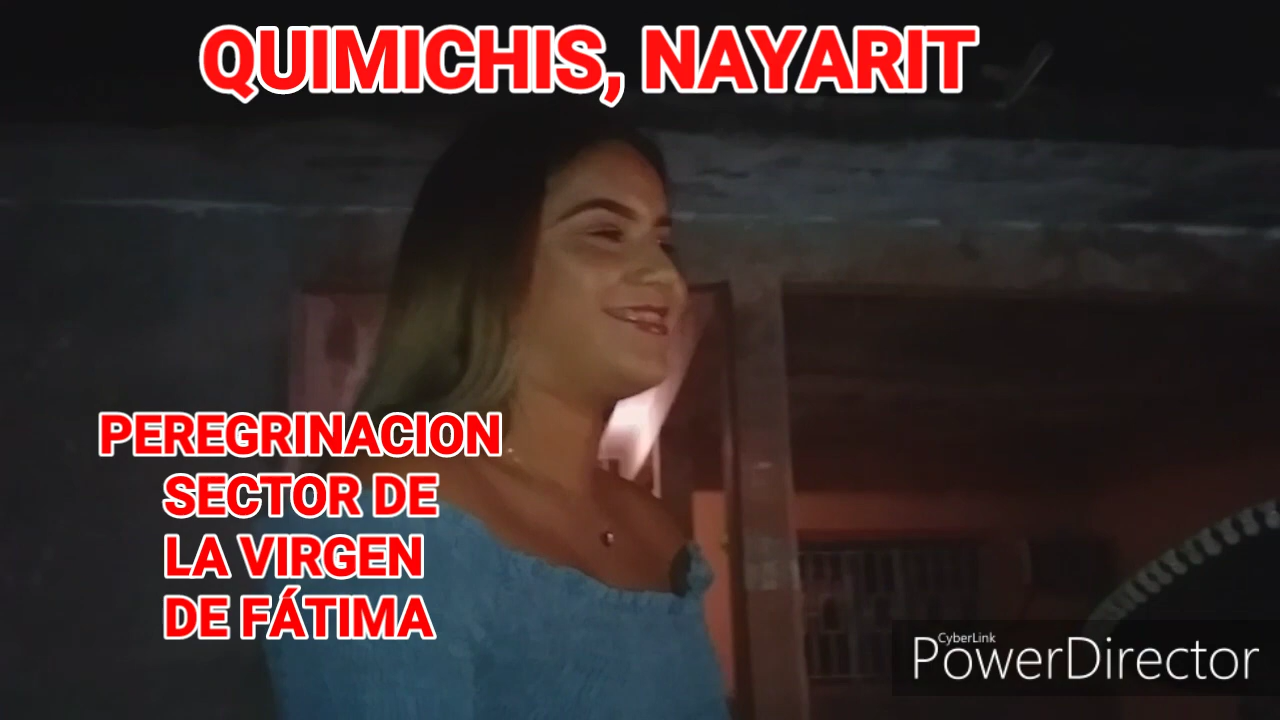 QUIMICHIS, NAYARIT
PEREGRINACION
SECTOR DE
LA VIRGEN
DE FÁTIMA
CyberLink
PowerDirector